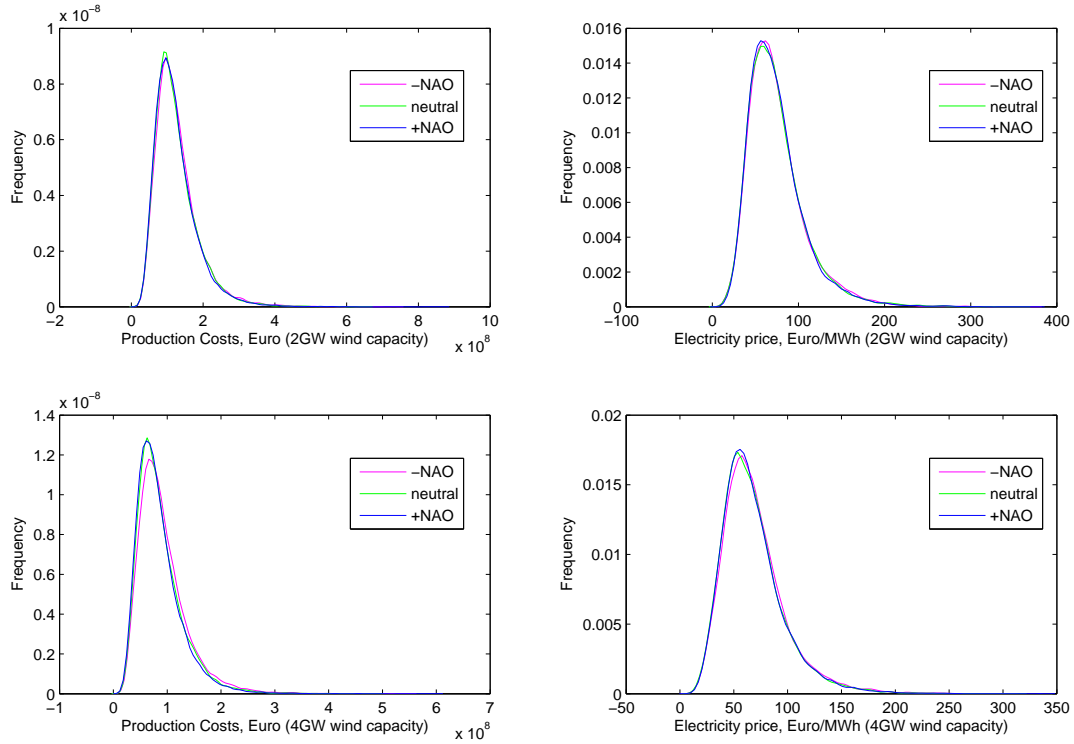 x 10⁻⁸
1
0.8
0.6
0.4
0.2
0
Frequency
−2
0
2
4
6
8
10
x 10⁸
Production Costs, Euro (2GW wind capacity)
−NAO
neutral
+NAO
0.016
0.014
0.012
0.01
0.008
0.006
0.004
0.002
0
Frequency
−100
0
100
200
300
400
Electricity price, Euro/MWh (2GW wind capacity)
−NAO
neutral
+NAO
x 10⁻⁸
1.4
1.2
1
0.8
0.6
0.4
0.2
0
Frequency
−1
0
1
2
3
4
5
6
7
x 10⁸
Production Costs, Euro (4GW wind capacity)
−NAO
neutral
+NAO
0.02
0.015
0.01
0.005
0
Frequency
−50
0
50
100
150
200
250
300
350
Electricity price, Euro/MWh (4GW wind capacity)
−NAO
neutral
+NAO